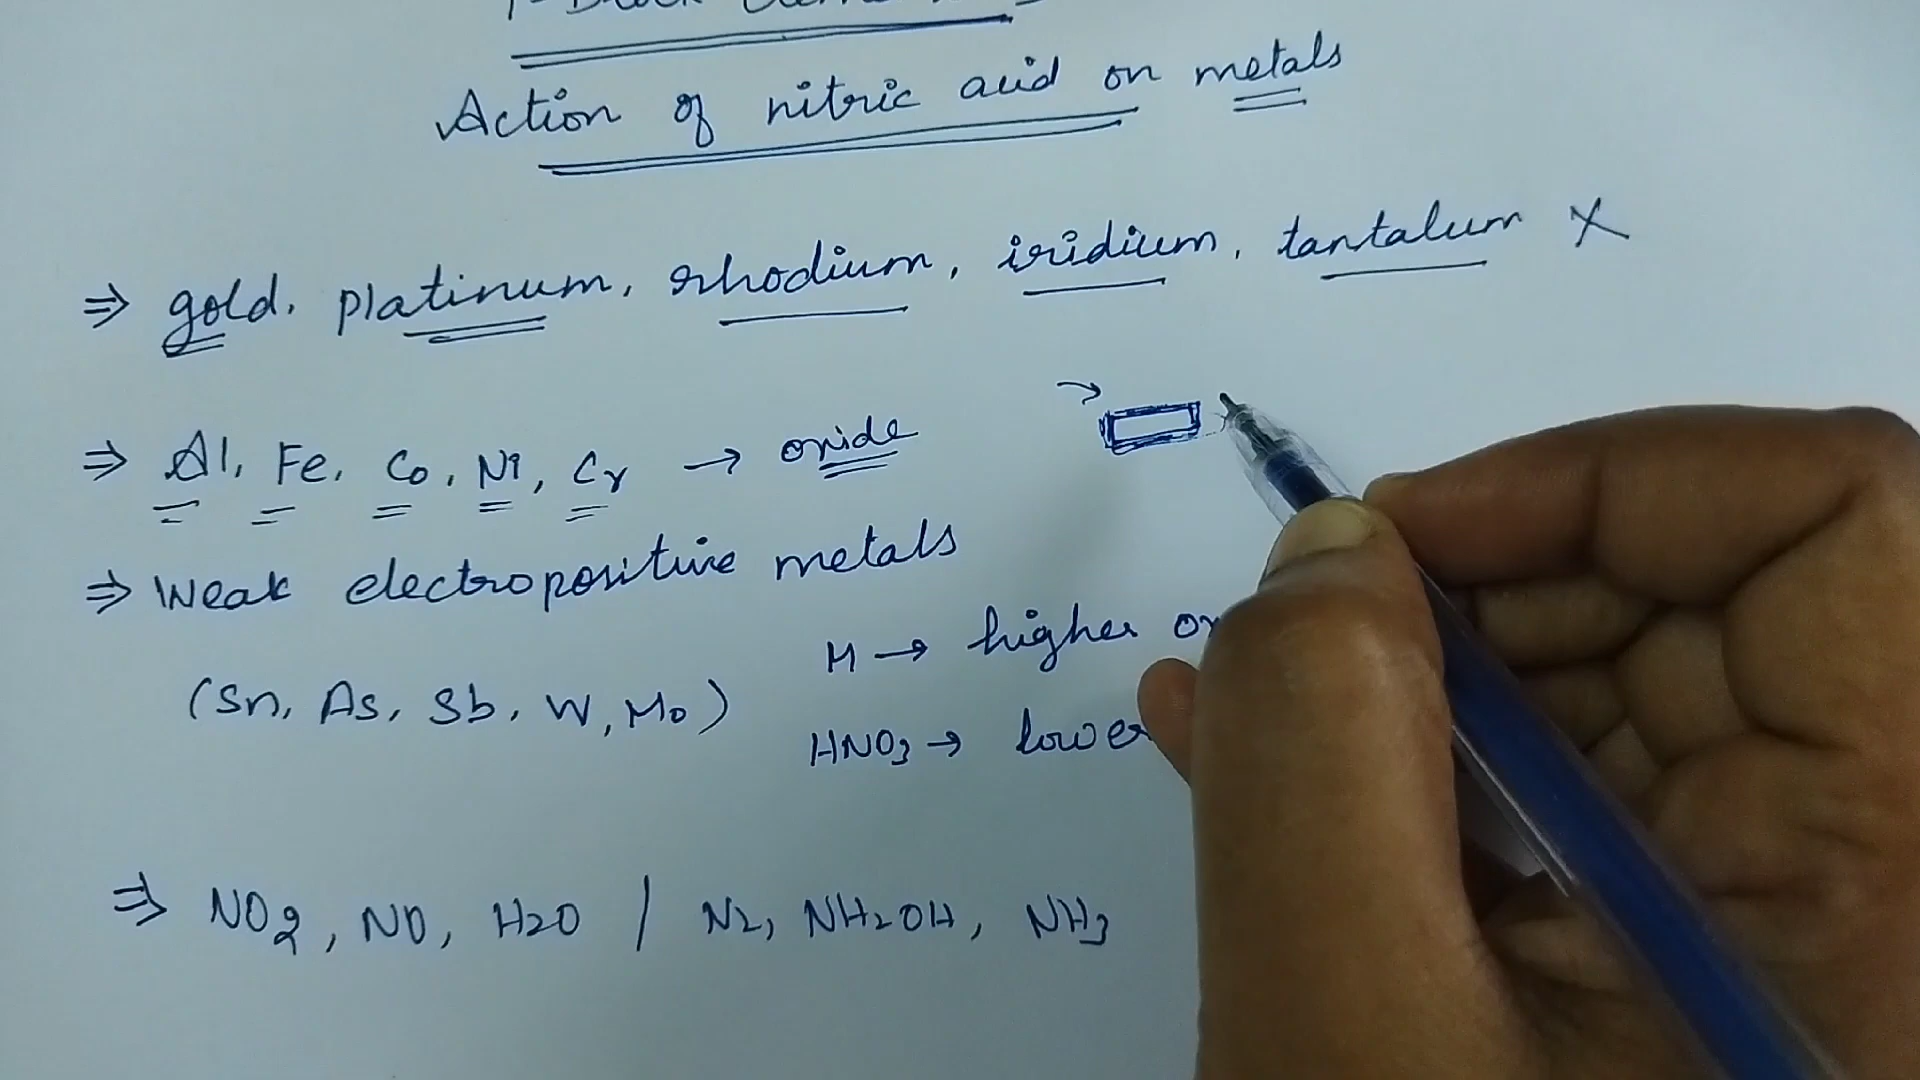 Action of nitric acid on metals
⇒ gold, platinum, rhodium, iridium, tantalum X
⇒ Al, Fe, Co, Ni, Cr → oxide
⇒ Weak electropositive metals
(Sn, As, Sb, W, Mo)
M → higher
HNO3 → lower
⇒ NO2, NO, H2O / N2, NH2OH, NH3